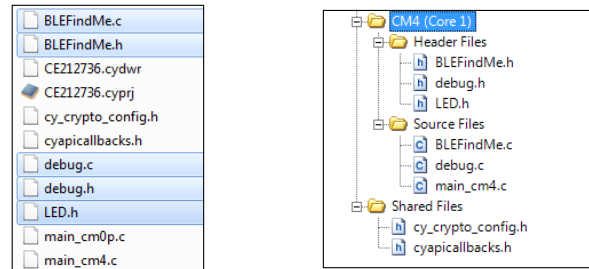 BLEFindMe.c
BLEFindMe.h
CE212736.cydwr
CE212736.cyprj
cy_crypto_config.h
cyapicallbacks.h
debug.c
debug.h
LED.h
main_cm0p.c
main_cm4.c
CM4 (Core 1)
Header Files
BLEFindMe.h
debug.h
LED.h
Source Files
BLEFindMe.c
debug.c
main_cm4.c
Shared Files
cy_crypto_config.h
cyapicallbacks.h